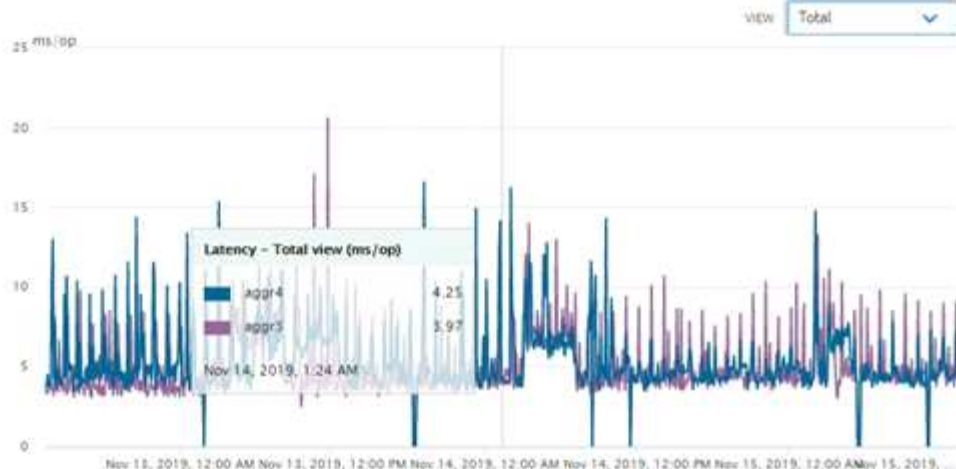 VIEW Total
ms/op
25
20
15
10
5
0
Latency - Total view (ms/op)
aggr4 4.25
aggr3 3.97
Nov 14, 2019, 1:24 AM
Nov 13, 2019, 12:00 AM Nov 13, 2019, 12:00 PM Nov 14, 2019, 12:00 AM Nov 14, 2019, 12:00 PM Nov 15, 2019, 12:00 AM Nov 15, 2019,